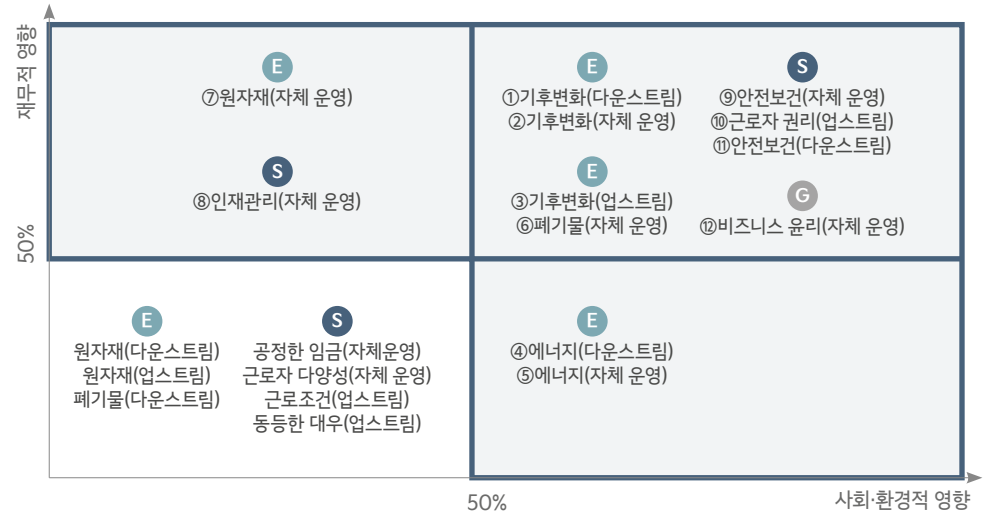 재무적 영향
50%
E
⑦원자재(자체 운영)
S
⑧인재관리(자체 운영)
E
①기후변화(다운스트림)
②기후변화(자체 운영)
E
③기후변화(업스트림)
⑥폐기물(자체 운영)
S
⑨안전보건(자체 운영)
⑩근로자 권리(업스트림)
⑪안전보건(다운스트림)
G
⑫비즈니스 윤리(자체 운영)
E
원자재(다운스트림)
원자재(업스트림)
폐기물(다운스트림)
S
공정한 임금(자체운영)
근로자 다양성(자체 운영)
근로조건(업스트림)
동등한 대우(업스트림)
E
④에너지(다운스트림)
⑤에너지(자체 운영)
50%
사회·환경적 영향